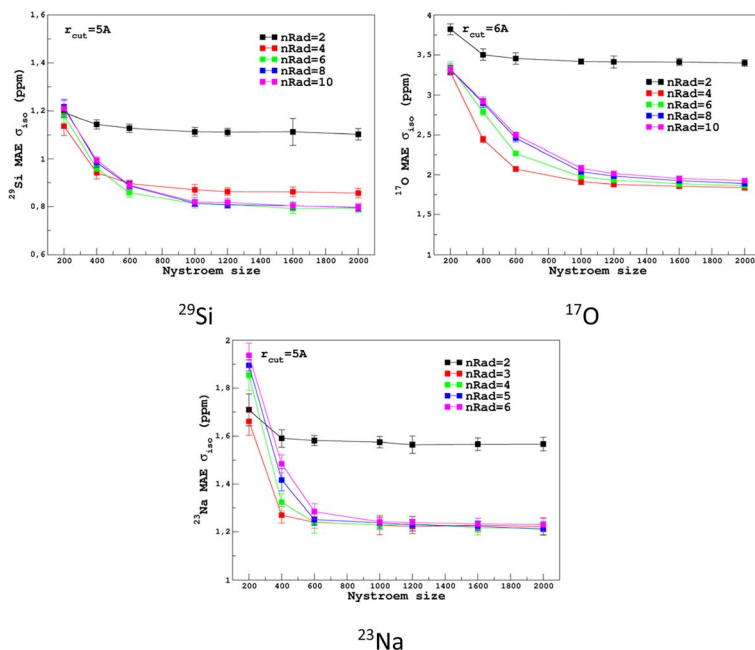 1,6
1,4
1,2
1
0,8
0,6
29Si MAE σiso (ppm)
rcut=5A
nRad=2
nRad=4
nRad=6
nRad=8
nRad=10
200 400 600 800 1000 1200 1400 1600 1800 2000
Nystroem size
29Si
4
3,5
3
2,5
2
1,5
1
17O MAE σiso (ppm)
rcut=6A
nRad=2
nRad=4
nRad=6
nRad=8
nRad=10
200 400 600 800 1000 1200 1400 1600 1800 2000
Nystroem size
17O
2
1,8
1,6
1,4
1,2
1
23Na MAE σiso (ppm)
rcut=5A
nRad=2
nRad=3
nRad=4
nRad=5
nRad=6
200 400 600 800 1000 1200 1400 1600 1800 2000
Nystroem size
23Na